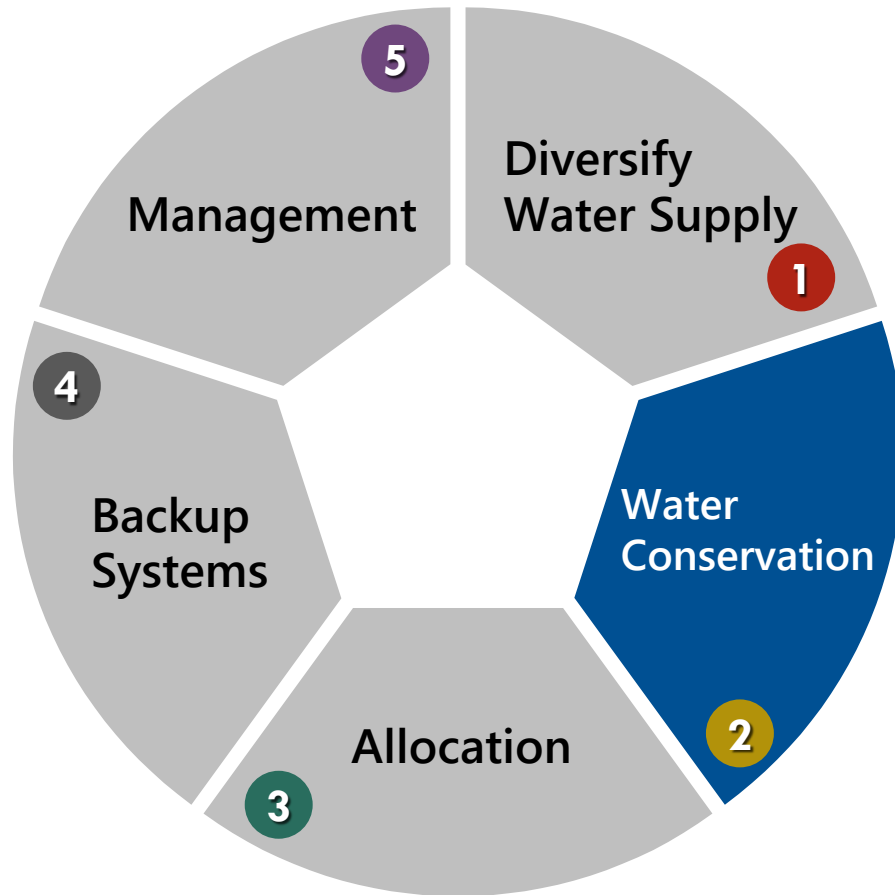 Diversify
Water Supply
1
Water
Conservation
2
Allocation
3
Backup
Systems
4
Management
5